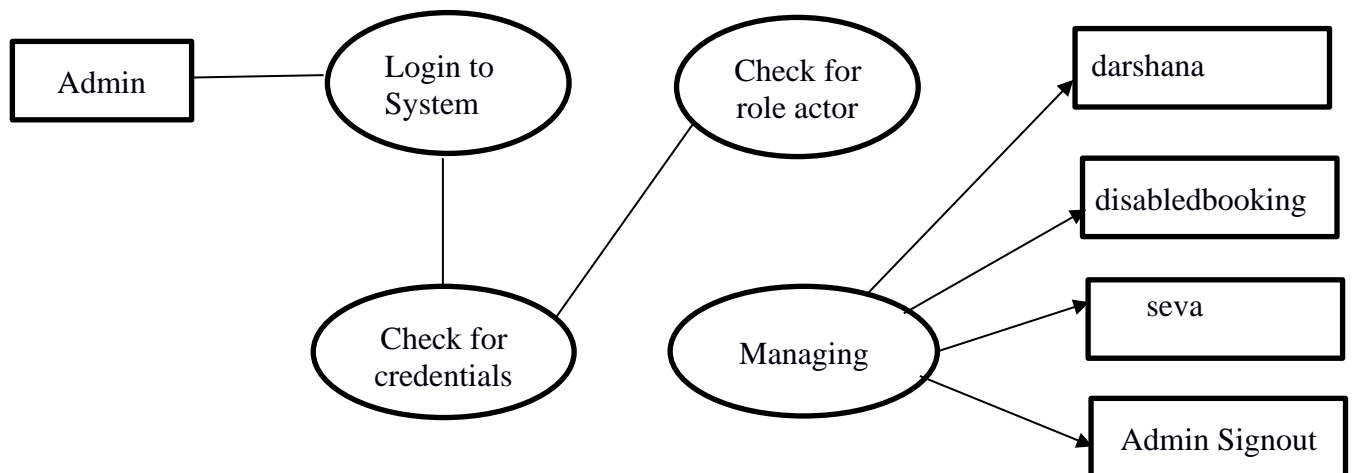 Admin
Login to
System
Check for
role actor
darshana
disabledbooking
seva
Check for
credentials
Managing
Admin Signout